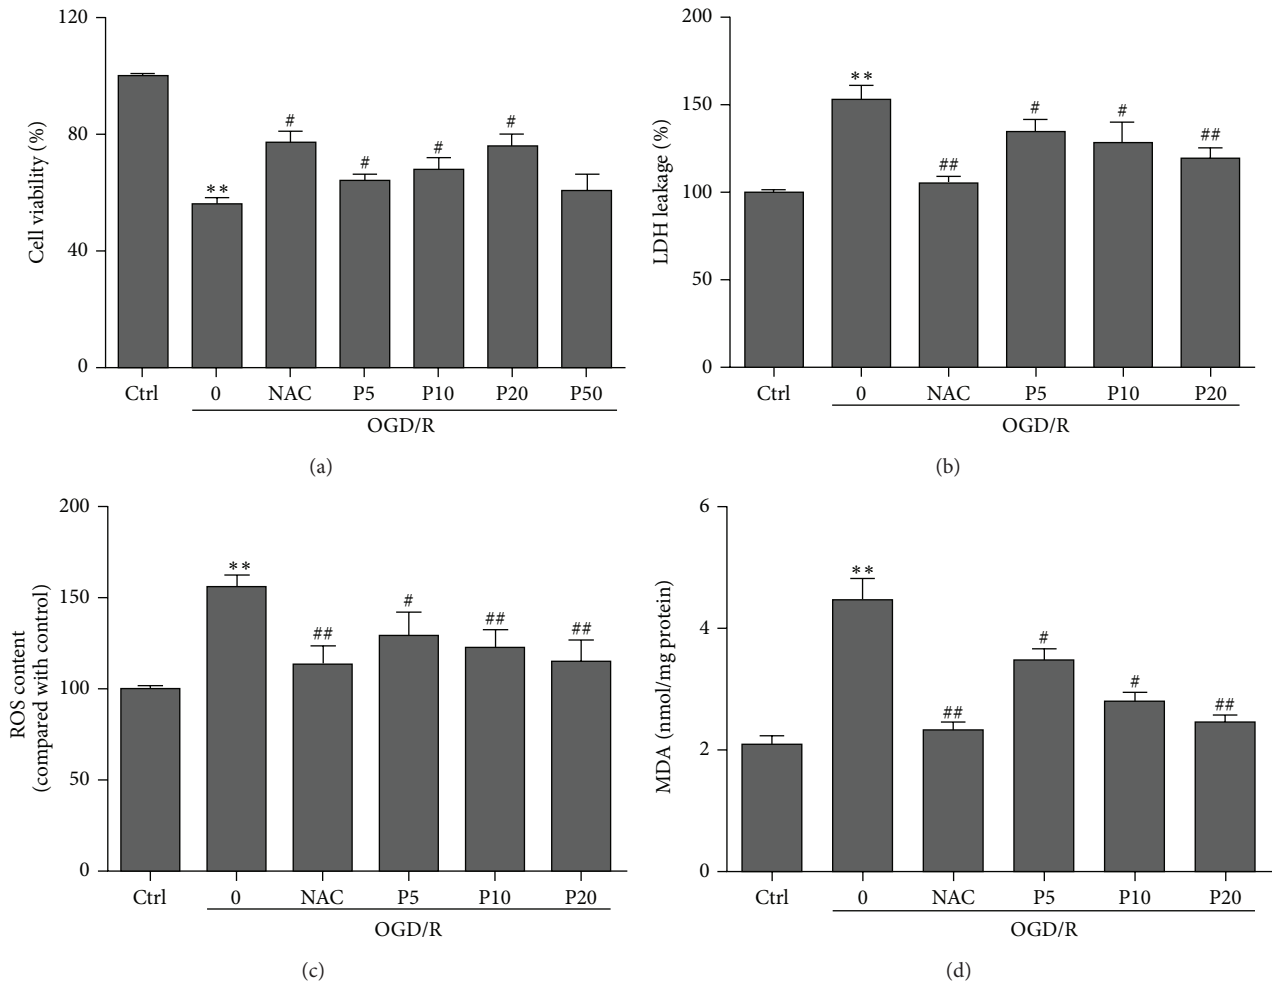 120
80
40
0
Cell viability (%)
**
#
#
#
#
Ctrl 0 NAC P5 P10 P20 P50
OGD/R
(a)
200
150
100
50
0
LDH leakage (%)
**
##
#
#
##
Ctrl 0 NAC P5 P10 P20
OGD/R
(b)
200
150
100
50
0
ROS content
(compared with control)
**
##
#
##
##
Ctrl 0 NAC P5 P10 P20
OGD/R
(c)
6
4
2
0
MDA (nmol/mg protein)
**
##
#
#
##
Ctrl 0 NAC P5 P10 P20
OGD/R
(d)